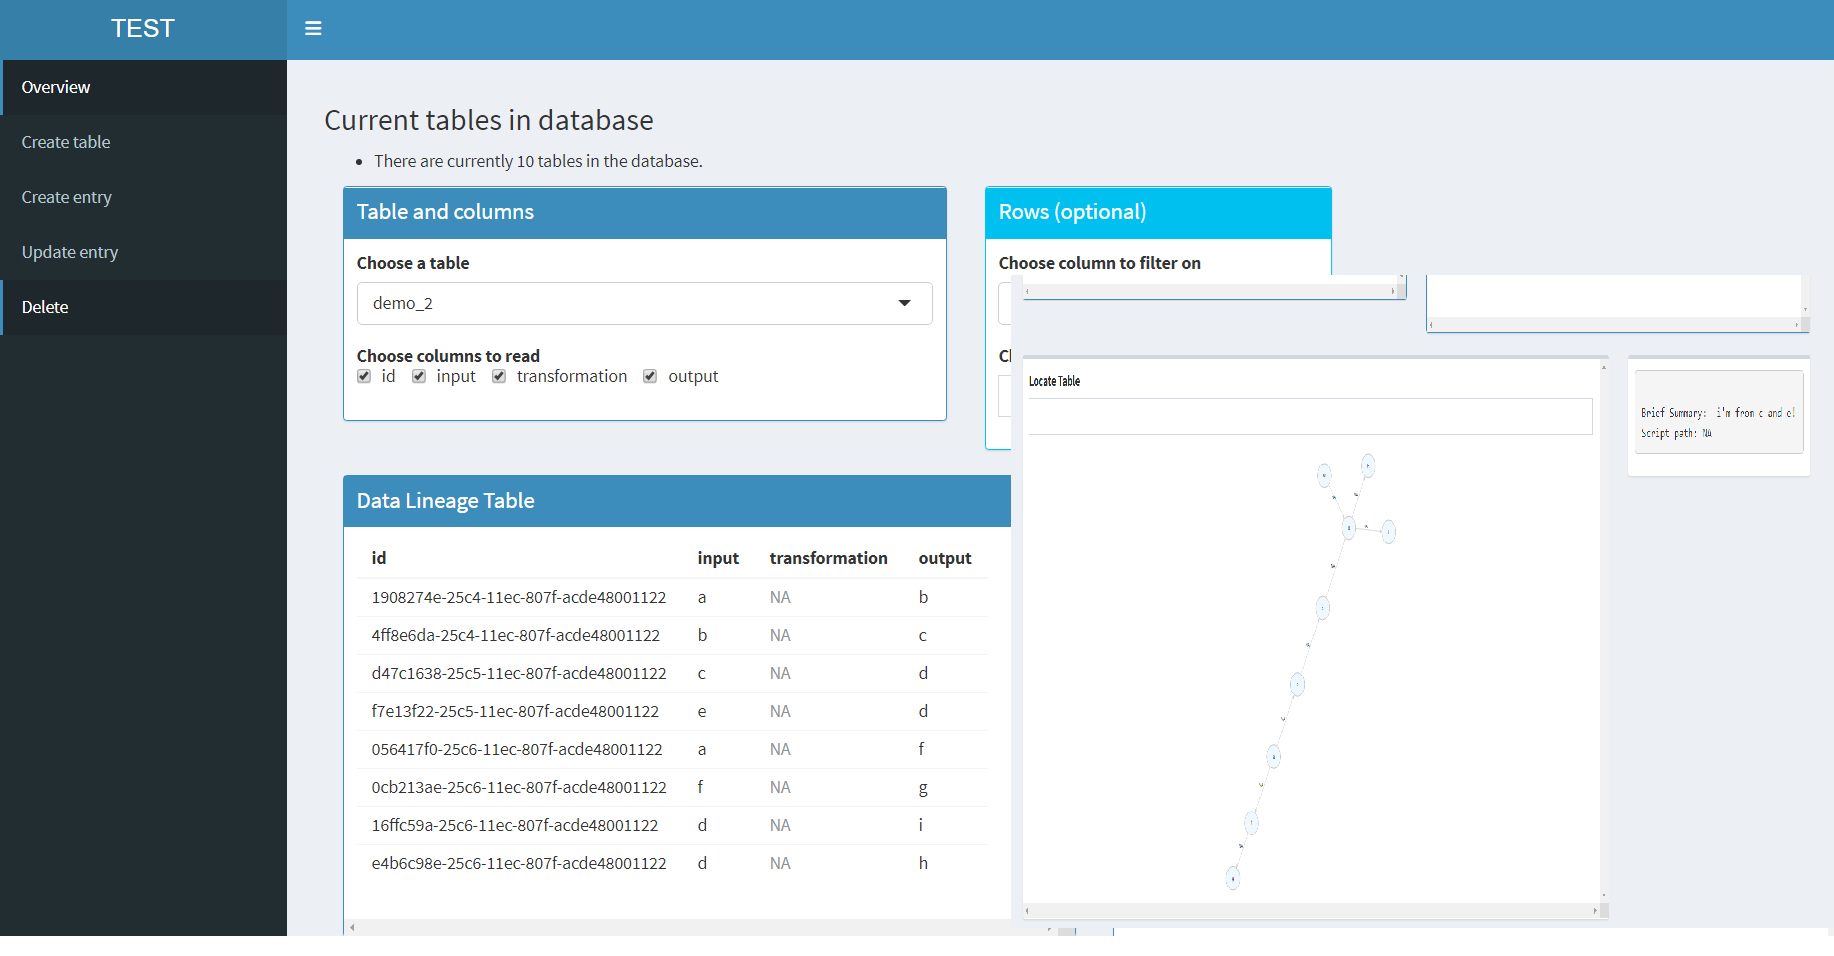 TEST
Overview
Create table
Create entry
Update entry
Delete
Current tables in database
There are currently 10 tables in the database.
Table and columns
Choose a table
demo_2
Choose columns to read
id input transformation output
Rows (optional)
Choose column to filter on
Data Lineage Table
id input transformation output
1908274e-25c4-11ec-807f-acde48001122 a NA b
4ff8e6da-25c4-11ec-807f-acde48001122 b NA c
d47c1638-25c5-11ec-807f-acde48001122 c NA d
f7e13f22-25c5-11ec-807f-acde48001122 e NA d
056417f0-25c6-11ec-807f-acde48001122 a NA f
0cb213ae-25c6-11ec-807f-acde48001122 f NA g
16ffc59a-25c6-11ec-807f-acde48001122 d NA i
e4b6c98e-25c6-11ec-807f-acde48001122 d NA h
Locate Table
Brief Summary: i'm from c and e!
Script path: NA